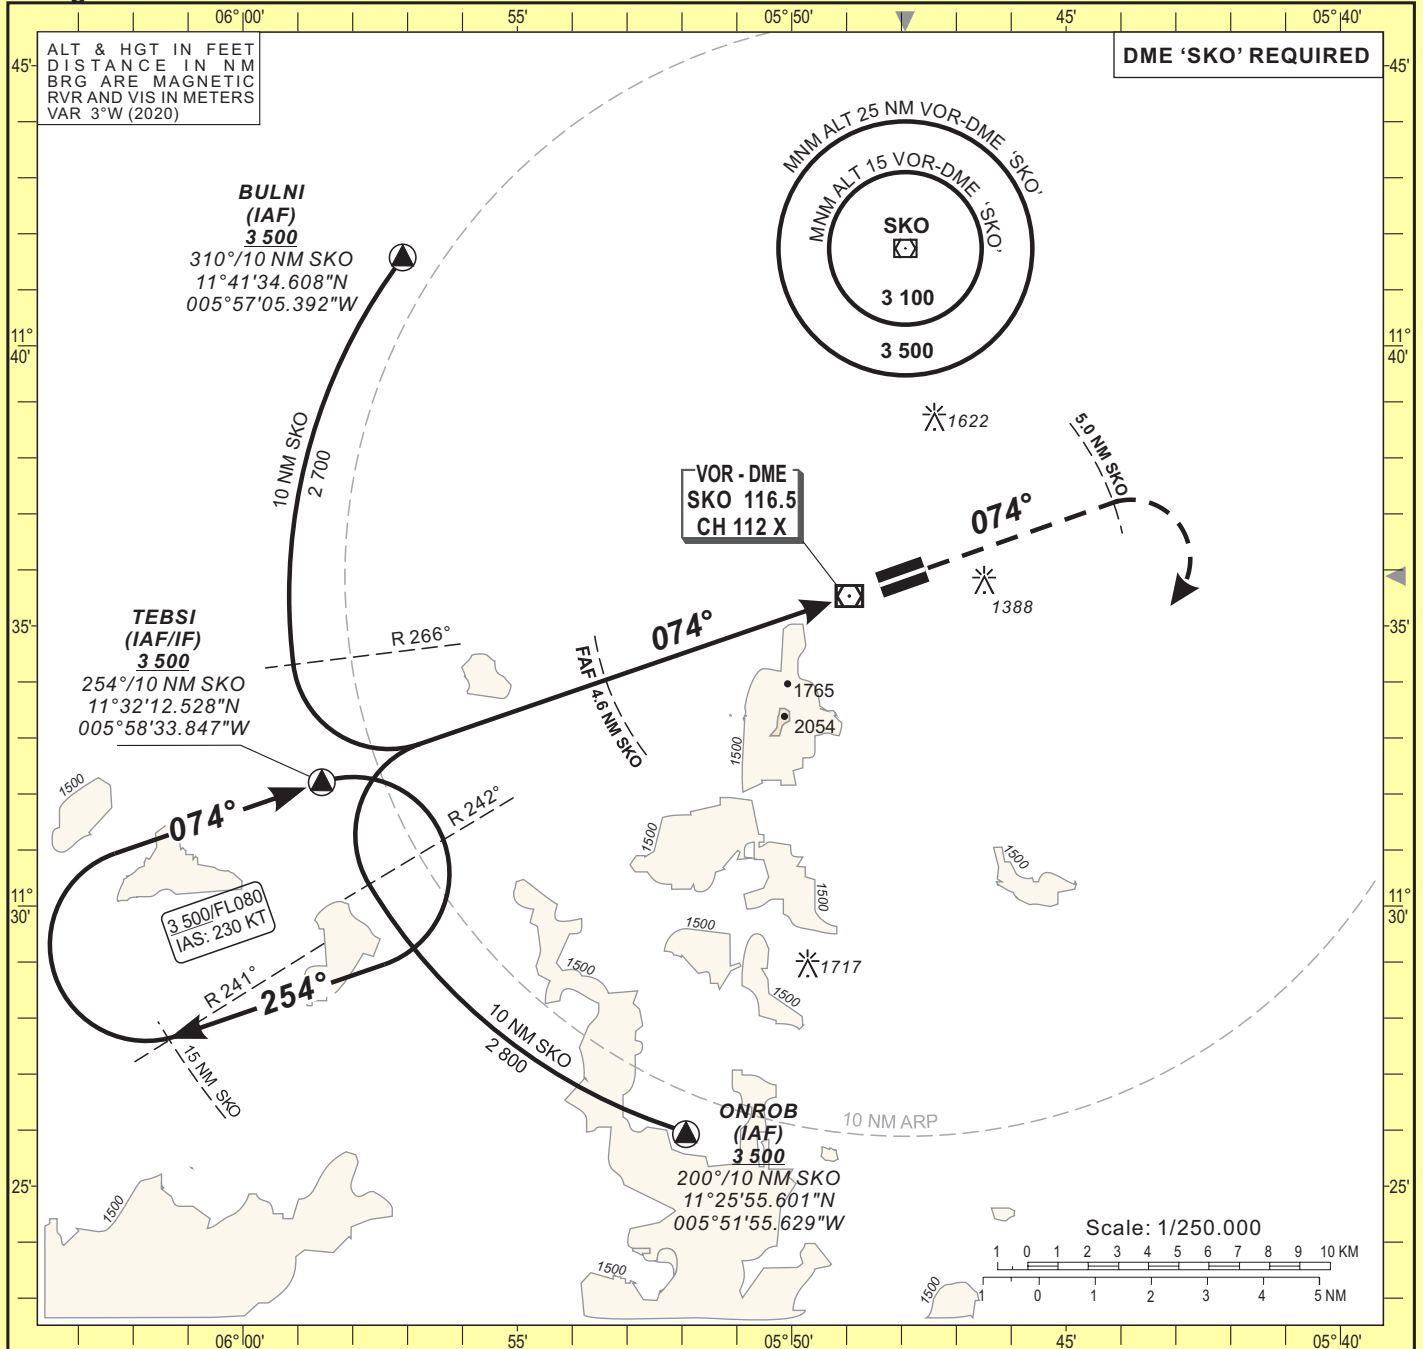 06°00'
55'
05°50'
45'
05°40'
ALT & HGT IN FEET
DISTANCE IN NM
BRG ARE MAGNETIC
RVR AND VIS IN METERS
VAR 3°W (2020)
DME ‘SKO’ REQUIRED
45'
45'
MNM ALT 25 NM VOR-DME ‘SKO’
MNM ALT 15 VOR-DME ‘SKO’
SKO
3 100
3 500
BULNI
(IAF)
3 500
310°/10 NM SKO
11°41'34.608"N
005°57'05.392"W
11°
40'
11°
40'
1622
5.0 NM SKO
10 NM SKO
2 700
VOR - DME
SKO 116.5
CH 112 X
074°
1388
TEBSI
(IAF/IF)
3 500
254°/10 NM SKO
11°32'12.528"N
005°58'33.847"W
R 266°
074°
35'
35'
FAF 4.6 NM SKO
1765
2054
1500
1500
074°
R 242°
1500
1500
1500
11°
30'
11°
30'
3 500/FL080
IAS: 230 KT
1500
R 241°
254°
1500
1717
1500
15 NM SKO
10 NM SKO
2 800
10 NM ARP
ONROB
(IAF)
3 500
200°/10 NM SKO
11°25'55.601"N
005°51'55.629"W
25'
25'
1500
1500
1500
Scale: 1/250.000
1 0 1 2 3 4 5 6 7 8 9 10 KM
1 0 1 2 3 4 5 NM
06°00'
55'
05°50'
45'
05°40'